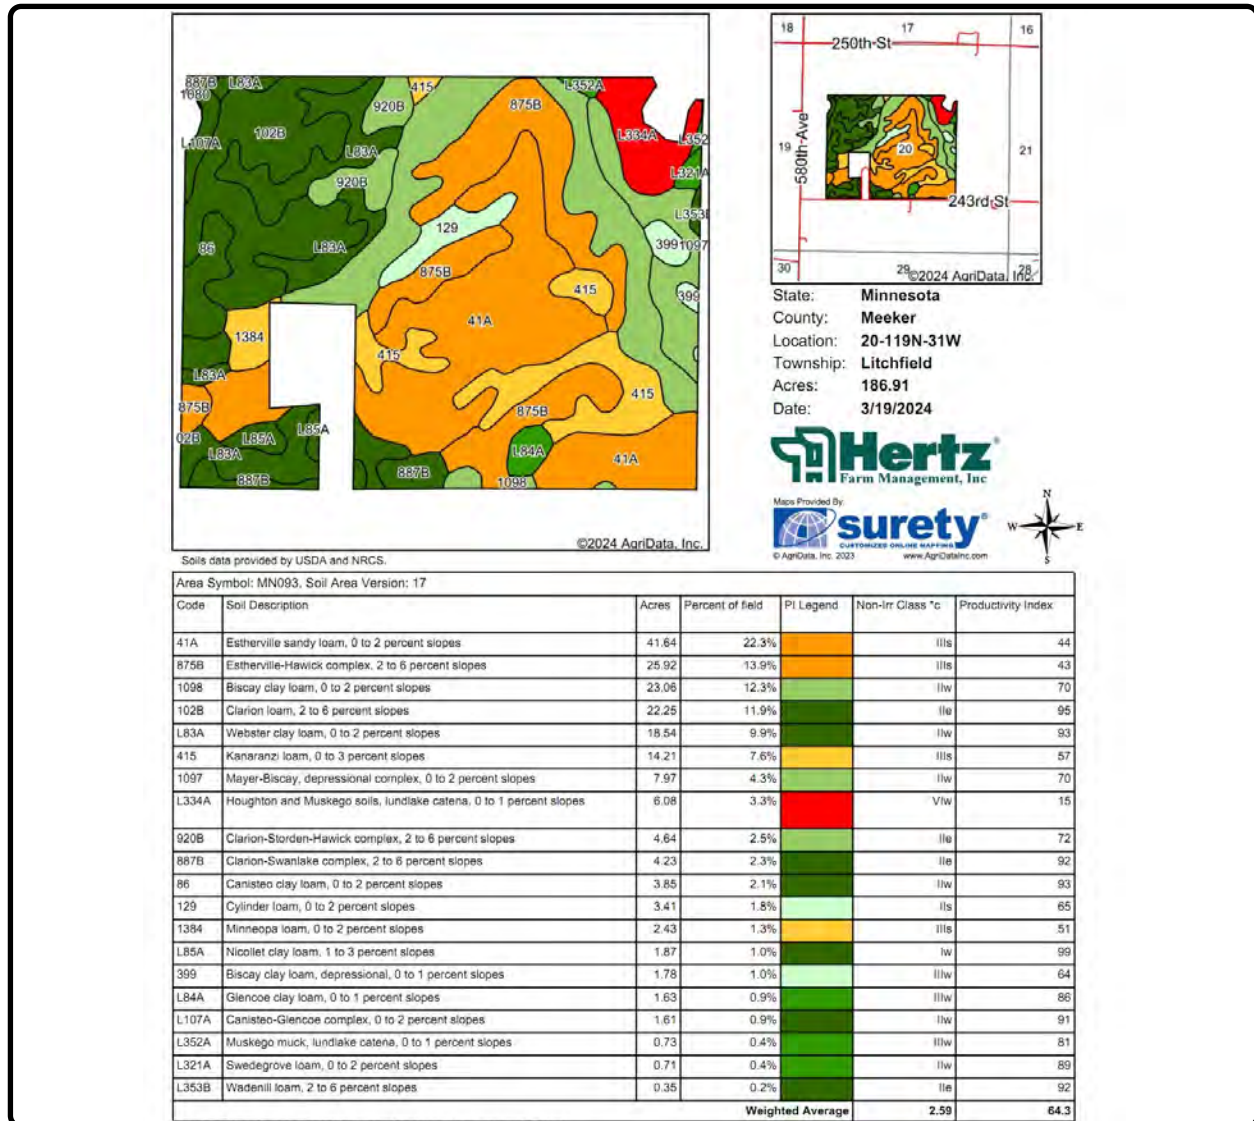 887B
L83A
1080
415
L352A
920B
875B
102B
L107A
L83A
L334A
L352
920B
L321A
129
L353B
86
L83A
399
1097
875B
415
399
41A
1384
415
L83A
415
875B
875B
02B
L85A
L85A
L83A
L84A
41A
887B
887B
1098
©2024 AgriData, Inc.
Soils data provided by USDA and NRCS.
18
17
16
250th St
580th Ave
19
20
21
243rd St
30
29
28
©2024 AgriData, Inc.
State: Minnesota
County: Meeker
Location: 20-119N-31W
Township: Litchfield
Acres: 186.91
Date: 3/19/2024
Hertz®
Farm Management, Inc
Maps Provided By:
surety®
CUSTOMIZED ONLINE MAPPING
© AgriData, Inc. 2023 www.AgriDataInc.com
N
W E
S
Area Symbol: MN093, Soil Area Version: 17
Code Soil Description Acres Percent of field PI Legend Non-Irr Class *c Productivity Index
41A Estherville sandy loam, 0 to 2 percent slopes 41.64 22.3% IIIs 44
875B Estherville-Hawick complex, 2 to 6 percent slopes 25.92 13.9% IIIs 43
1098 Biscay clay loam, 0 to 2 percent slopes 23.06 12.3% IIw 70
102B Clarion loam, 2 to 6 percent slopes 22.25 11.9% IIe 95
L83A Webster clay loam, 0 to 2 percent slopes 18.54 9.9% IIw 93
415 Kanaranzi loam, 0 to 3 percent slopes 14.21 7.6% IIIs 57
1097 Mayer-Biscay, depressional complex, 0 to 2 percent slopes 7.97 4.3% IIw 70
L334A Houghton and Muskego soils, lundlake catena, 0 to 1 percent slopes 6.08 3.3% VIw 15
920B Clarion-Storden-Hawick complex, 2 to 6 percent slopes 4.64 2.5% IIe 72
887B Clarion-Swanlake complex, 2 to 6 percent slopes 4.23 2.3% IIe 92
86 Canisteo clay loam, 0 to 2 percent slopes 3.85 2.1% IIw 93
129 Cylinder loam, 0 to 2 percent slopes 3.41 1.8% IIs 65
1384 Minneopa loam, 0 to 2 percent slopes 2.43 1.3% IIIs 51
L85A Nicollet clay loam, 1 to 3 percent slopes 1.87 1.0% Iw 99
399 Biscay clay loam, depressional, 0 to 1 percent slopes 1.78 1.0% IIIw 64
L84A Glencoe clay loam, 0 to 1 percent slopes 1.63 0.9% IIIw 86
L107A Canisteo-Glencoe complex, 0 to 2 percent slopes 1.61 0.9% IIw 91
L352A Muskego muck, lundlake catena, 0 to 1 percent slopes 0.73 0.4% IIIw 81
L321A Swedegrove loam, 0 to 2 percent slopes 0.71 0.4% IIw 89
L353B Wadenill loam, 2 to 6 percent slopes 0.35 0.2% IIe 92
Weighted Average 2.59 64.3